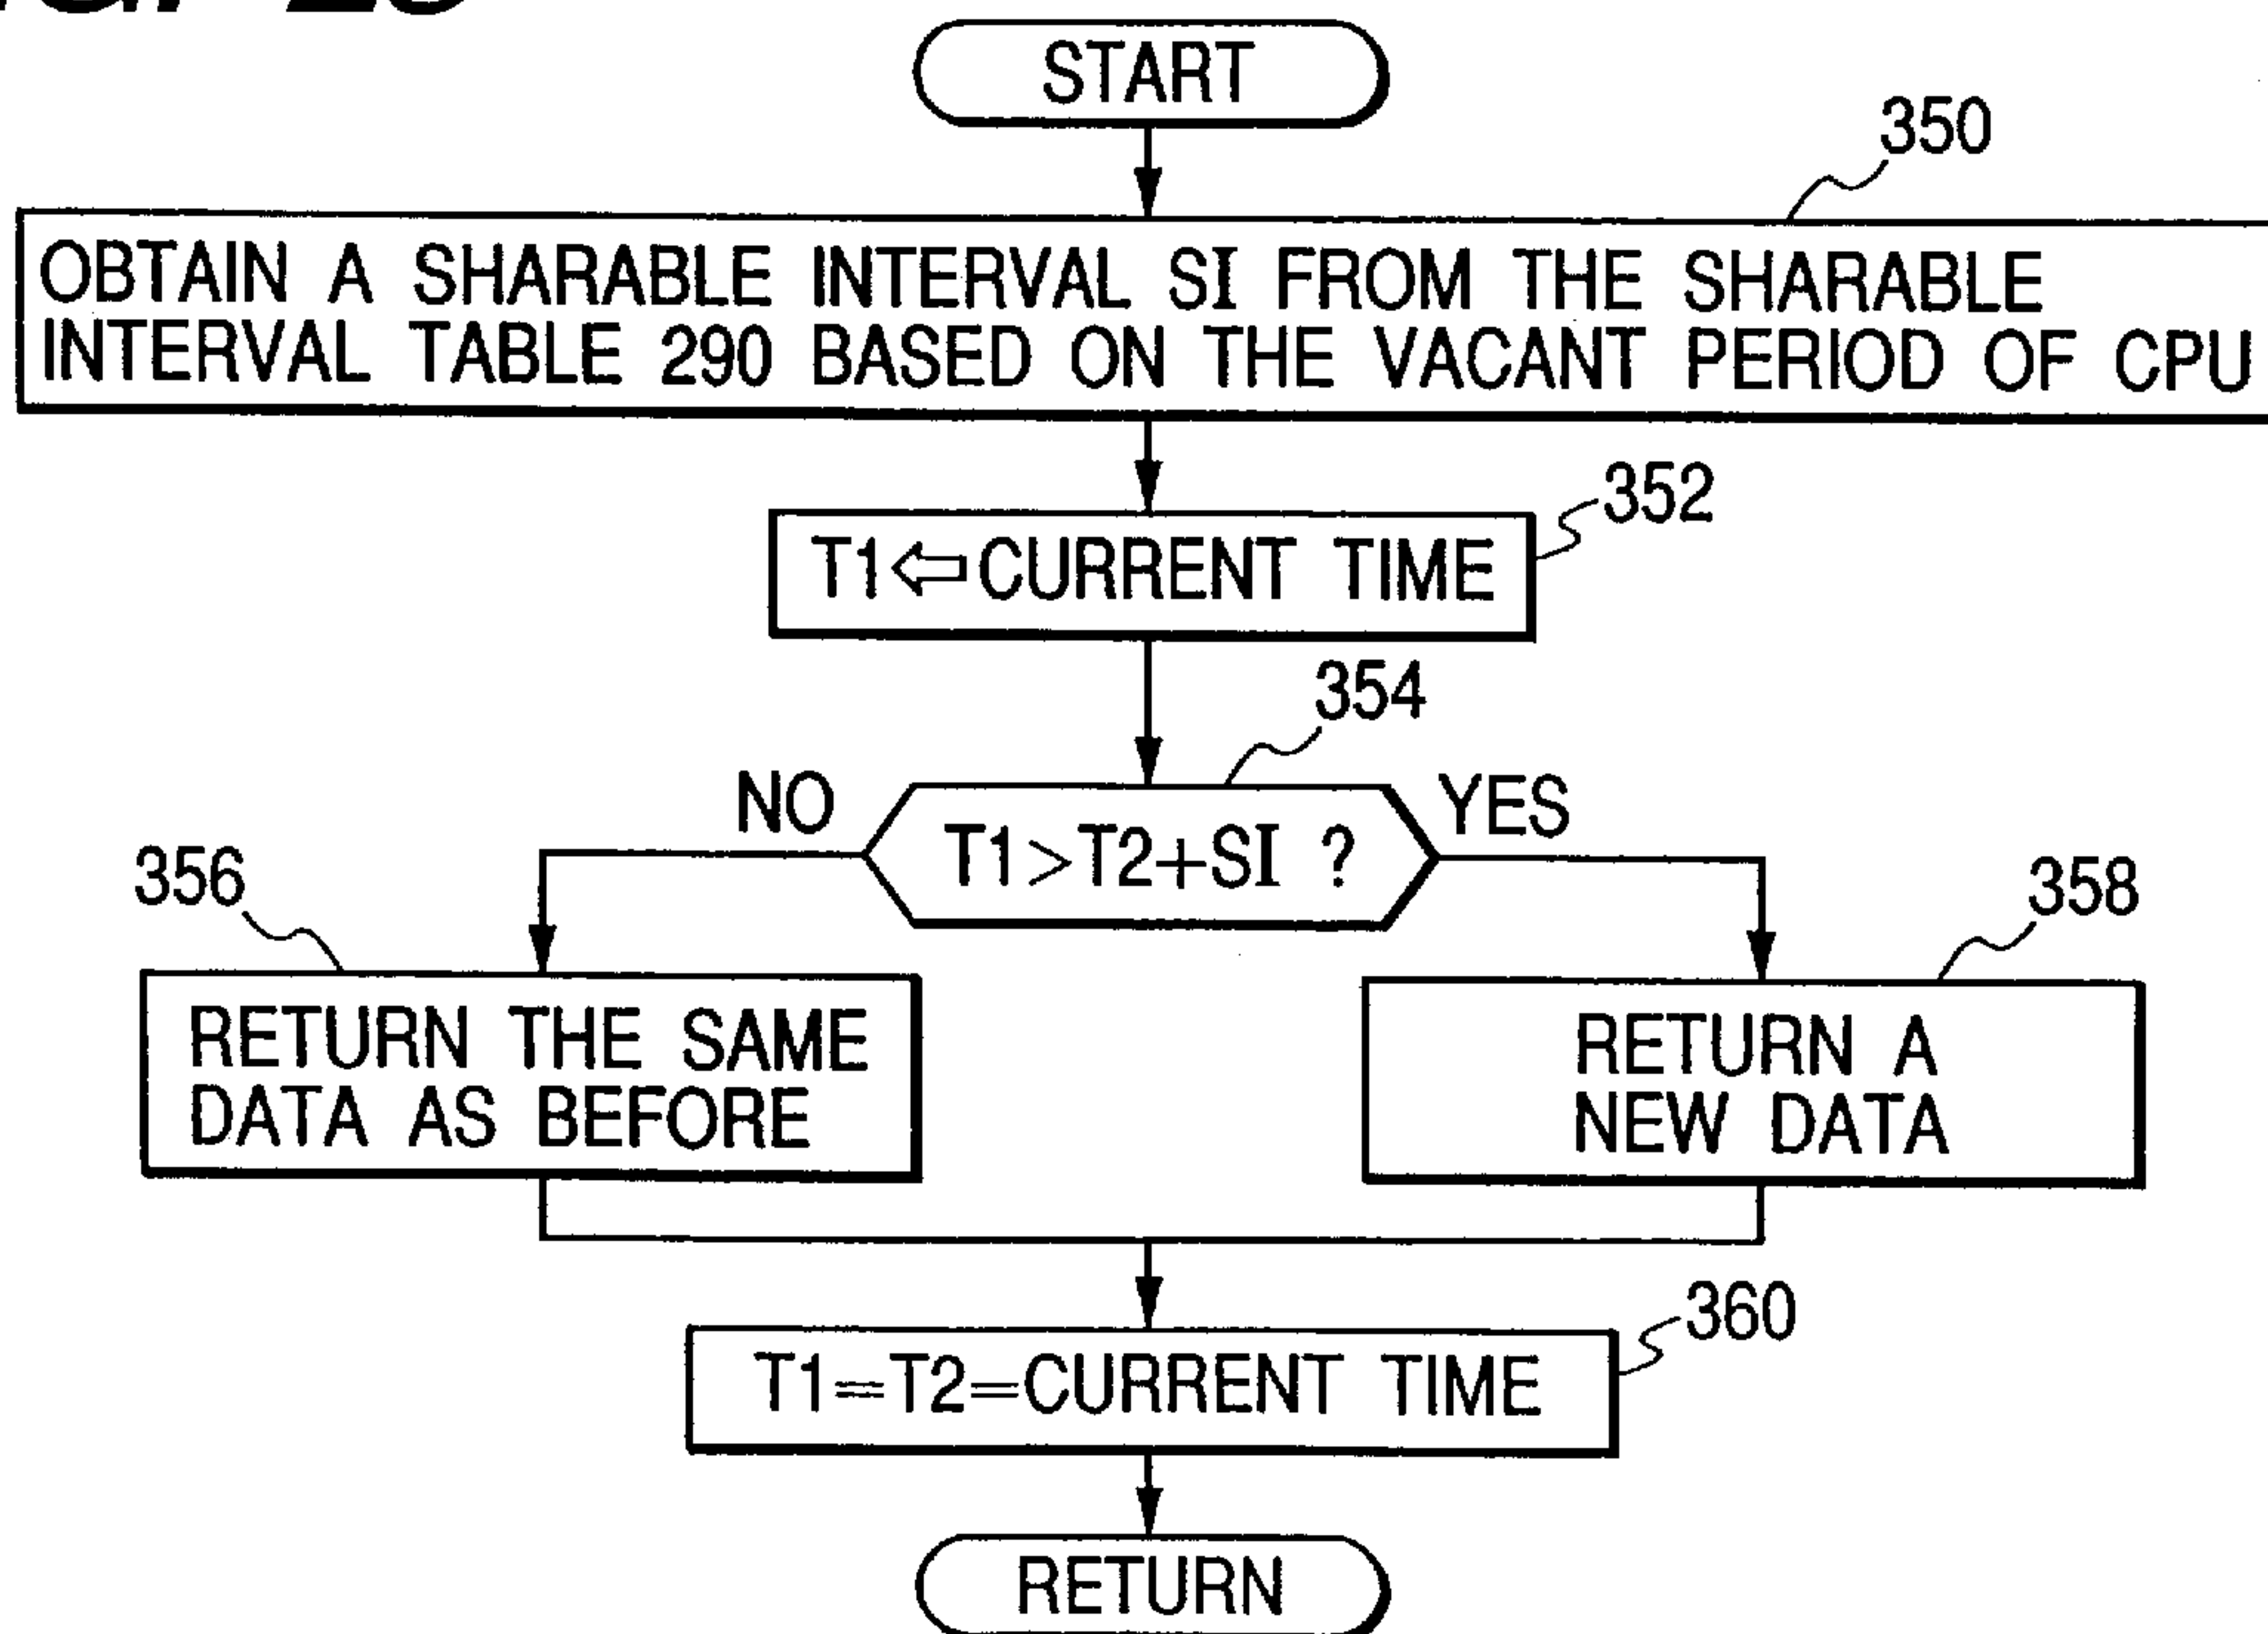 START
350
OBTAIN A SHARABLE INTERVAL SI FROM THE SHARABLE
INTERVAL TABLE 290 BASED ON THE VACANT PERIOD OF CPU
352
T1⇐CURRENT TIME
354
NO
YES
T1>T2+SI ?
356
358
RETURN THE SAME
DATA AS BEFORE
RETURN A
NEW DATA
360
T1=T2=CURRENT TIME
RETURN